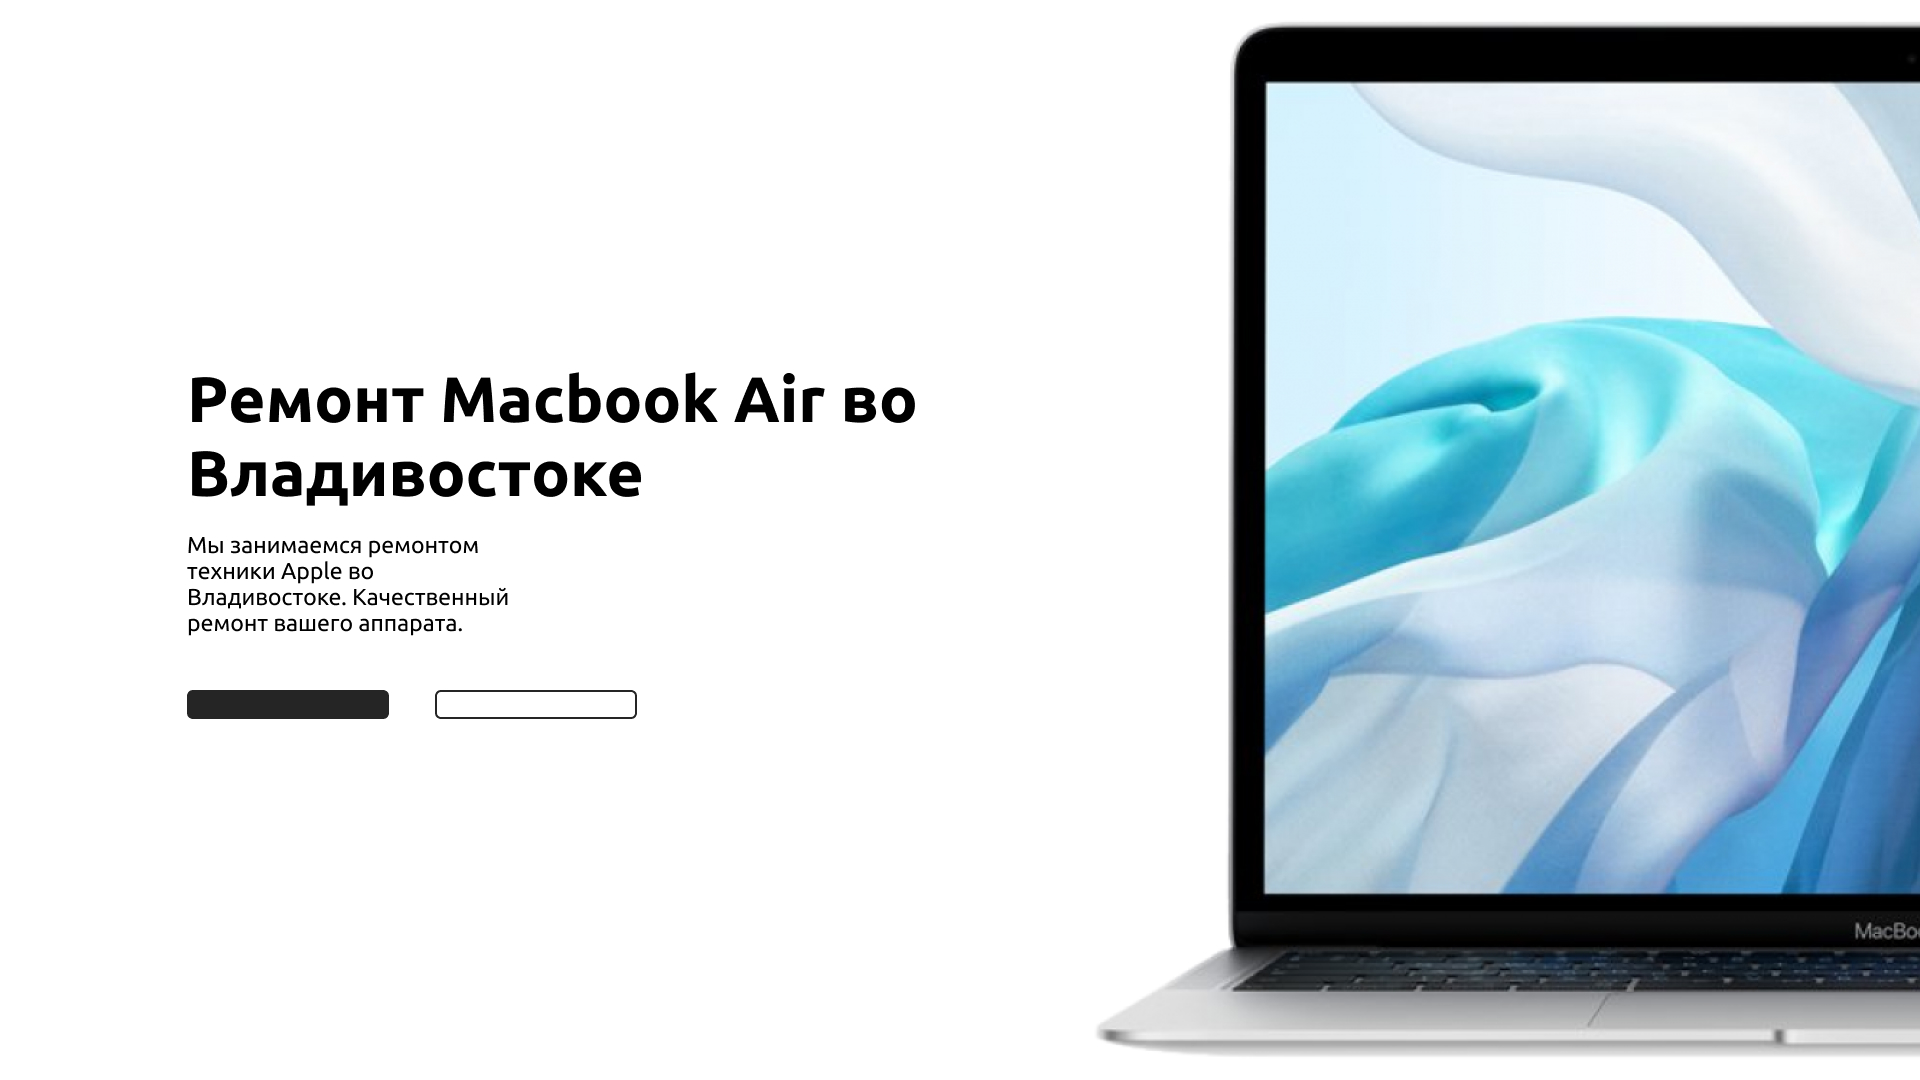 Ремонт Macbook Air во
Владивостоке
Мы занимаемся ремонтом
техники Apple во
Владивостоке. Качественный
ремонт вашего аппарата.